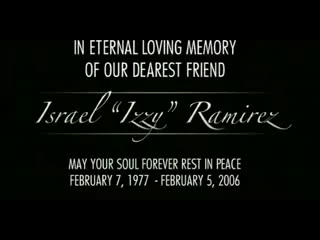 IN ETERNAL LOVING MEMORY
OF OUR DEAREST FRIEND
Israel “Izzy” Ramirez
MAY YOUR SOUL FOREVER REST IN PEACE
FEBRUARY 7, 1977 - FEBRUARY 5, 2006